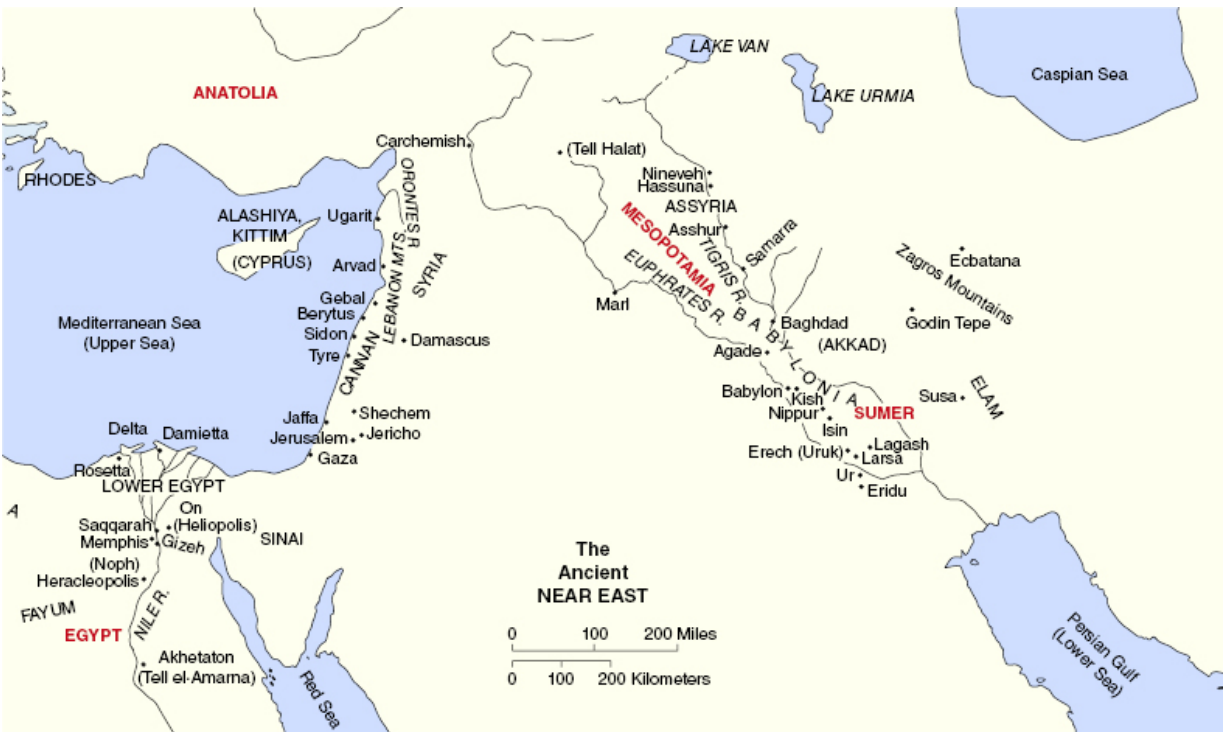 LAKE VAN
Caspian Sea
ANATOLIA
LAKE URMIA
Carchemish
(Tell Halat)
RHODES
ORONTES R.
Nineveh
Hassuna
ASSYRIA
MESOPOTAMIA
ALASHIYA,
KITTIM
(CYPRUS)
Ugarit
Asshur
TIGRIS R.
Samarra
Arvad
LEBANON MTS.
SYRIA
EUPHRATES R.
Zagros Mountains
Ecbatana
Gebal
Berytus
Marl
Mediterranean Sea
(Upper Sea)
Sidon
Tyre
CANNAN
Damascus
BABYLONIA
Baghdad
(AKKAD)
Godin Tepe
Agade
Babylon
Kish
Nippur
Isin
SUMER
Susa
ELAM
Jaffa
Shechem
Jerusalem
Jericho
Gaza
Delta
Damietta
Rosetta
LOWER EGYPT
Erech (Uruk)
Lagash
Larsa
Ur
Eridu
A
On
(Heliopolis)
Saqqarah
Memphis
Gizeh
SINAI
(Noph)
Heracleopolis
FAYUM
NILE R.
EGYPT
Akhetaton
(Tell el-Amarna)
Red Sea
The
Ancient
NEAR EAST
0 100 200 Miles
0 100 200 Kilometers
Persian Gulf
(Lower Sea)